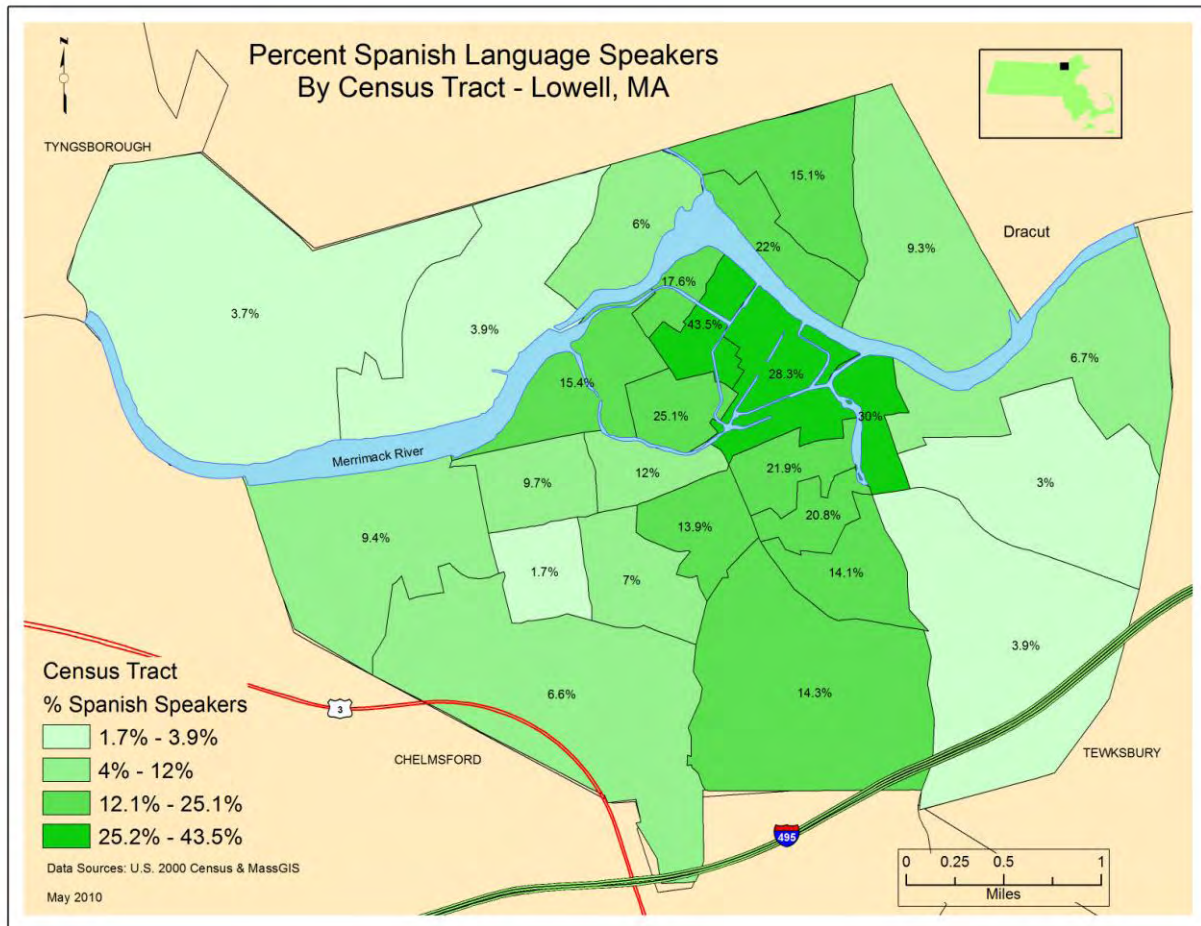 N
Percent Spanish Language Speakers
By Census Tract - Lowell, MA
TYNGSBOROUGH
15.1%
6%
22%
9.3%
Dracut
17.6%
3.7%
3.9%
43.5%
6.7%
15.4%
28.3%
25.1%
30%
Merrimack River
12%
21.9%
9.7%
3%
20.8%
13.9%
9.4%
1.7%
7%
14.1%
3.9%
Census Tract
% Spanish Speakers
1.7% - 3.9%
4% - 12%
12.1% - 25.1%
25.2% - 43.5%
6.6%
14.3%
3
CHELMSFORD
TEWKSBURY
495
Data Sources: U.S. 2000 Census & MassGIS
May 2010
0 0.25 0.5 1
Miles